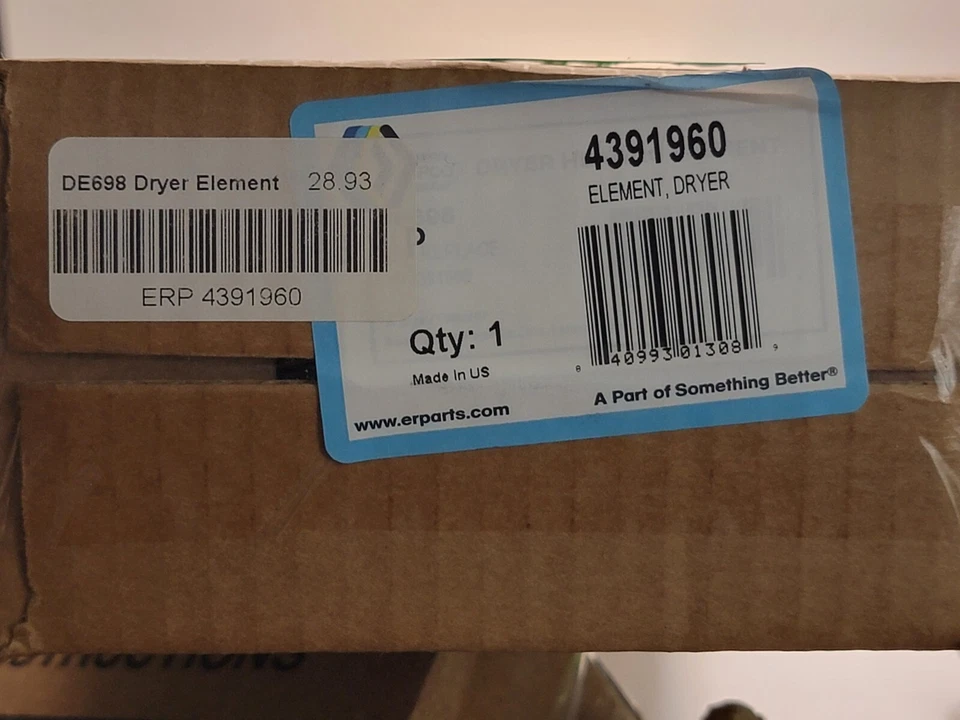 DE698 Dryer Element 28.93
ERP 4391960
4391960
ELEMENT, DRYER
P
Qty: 1
Made in US
8 40993 01308 9
www.erparts.com
A Part of Something Better®